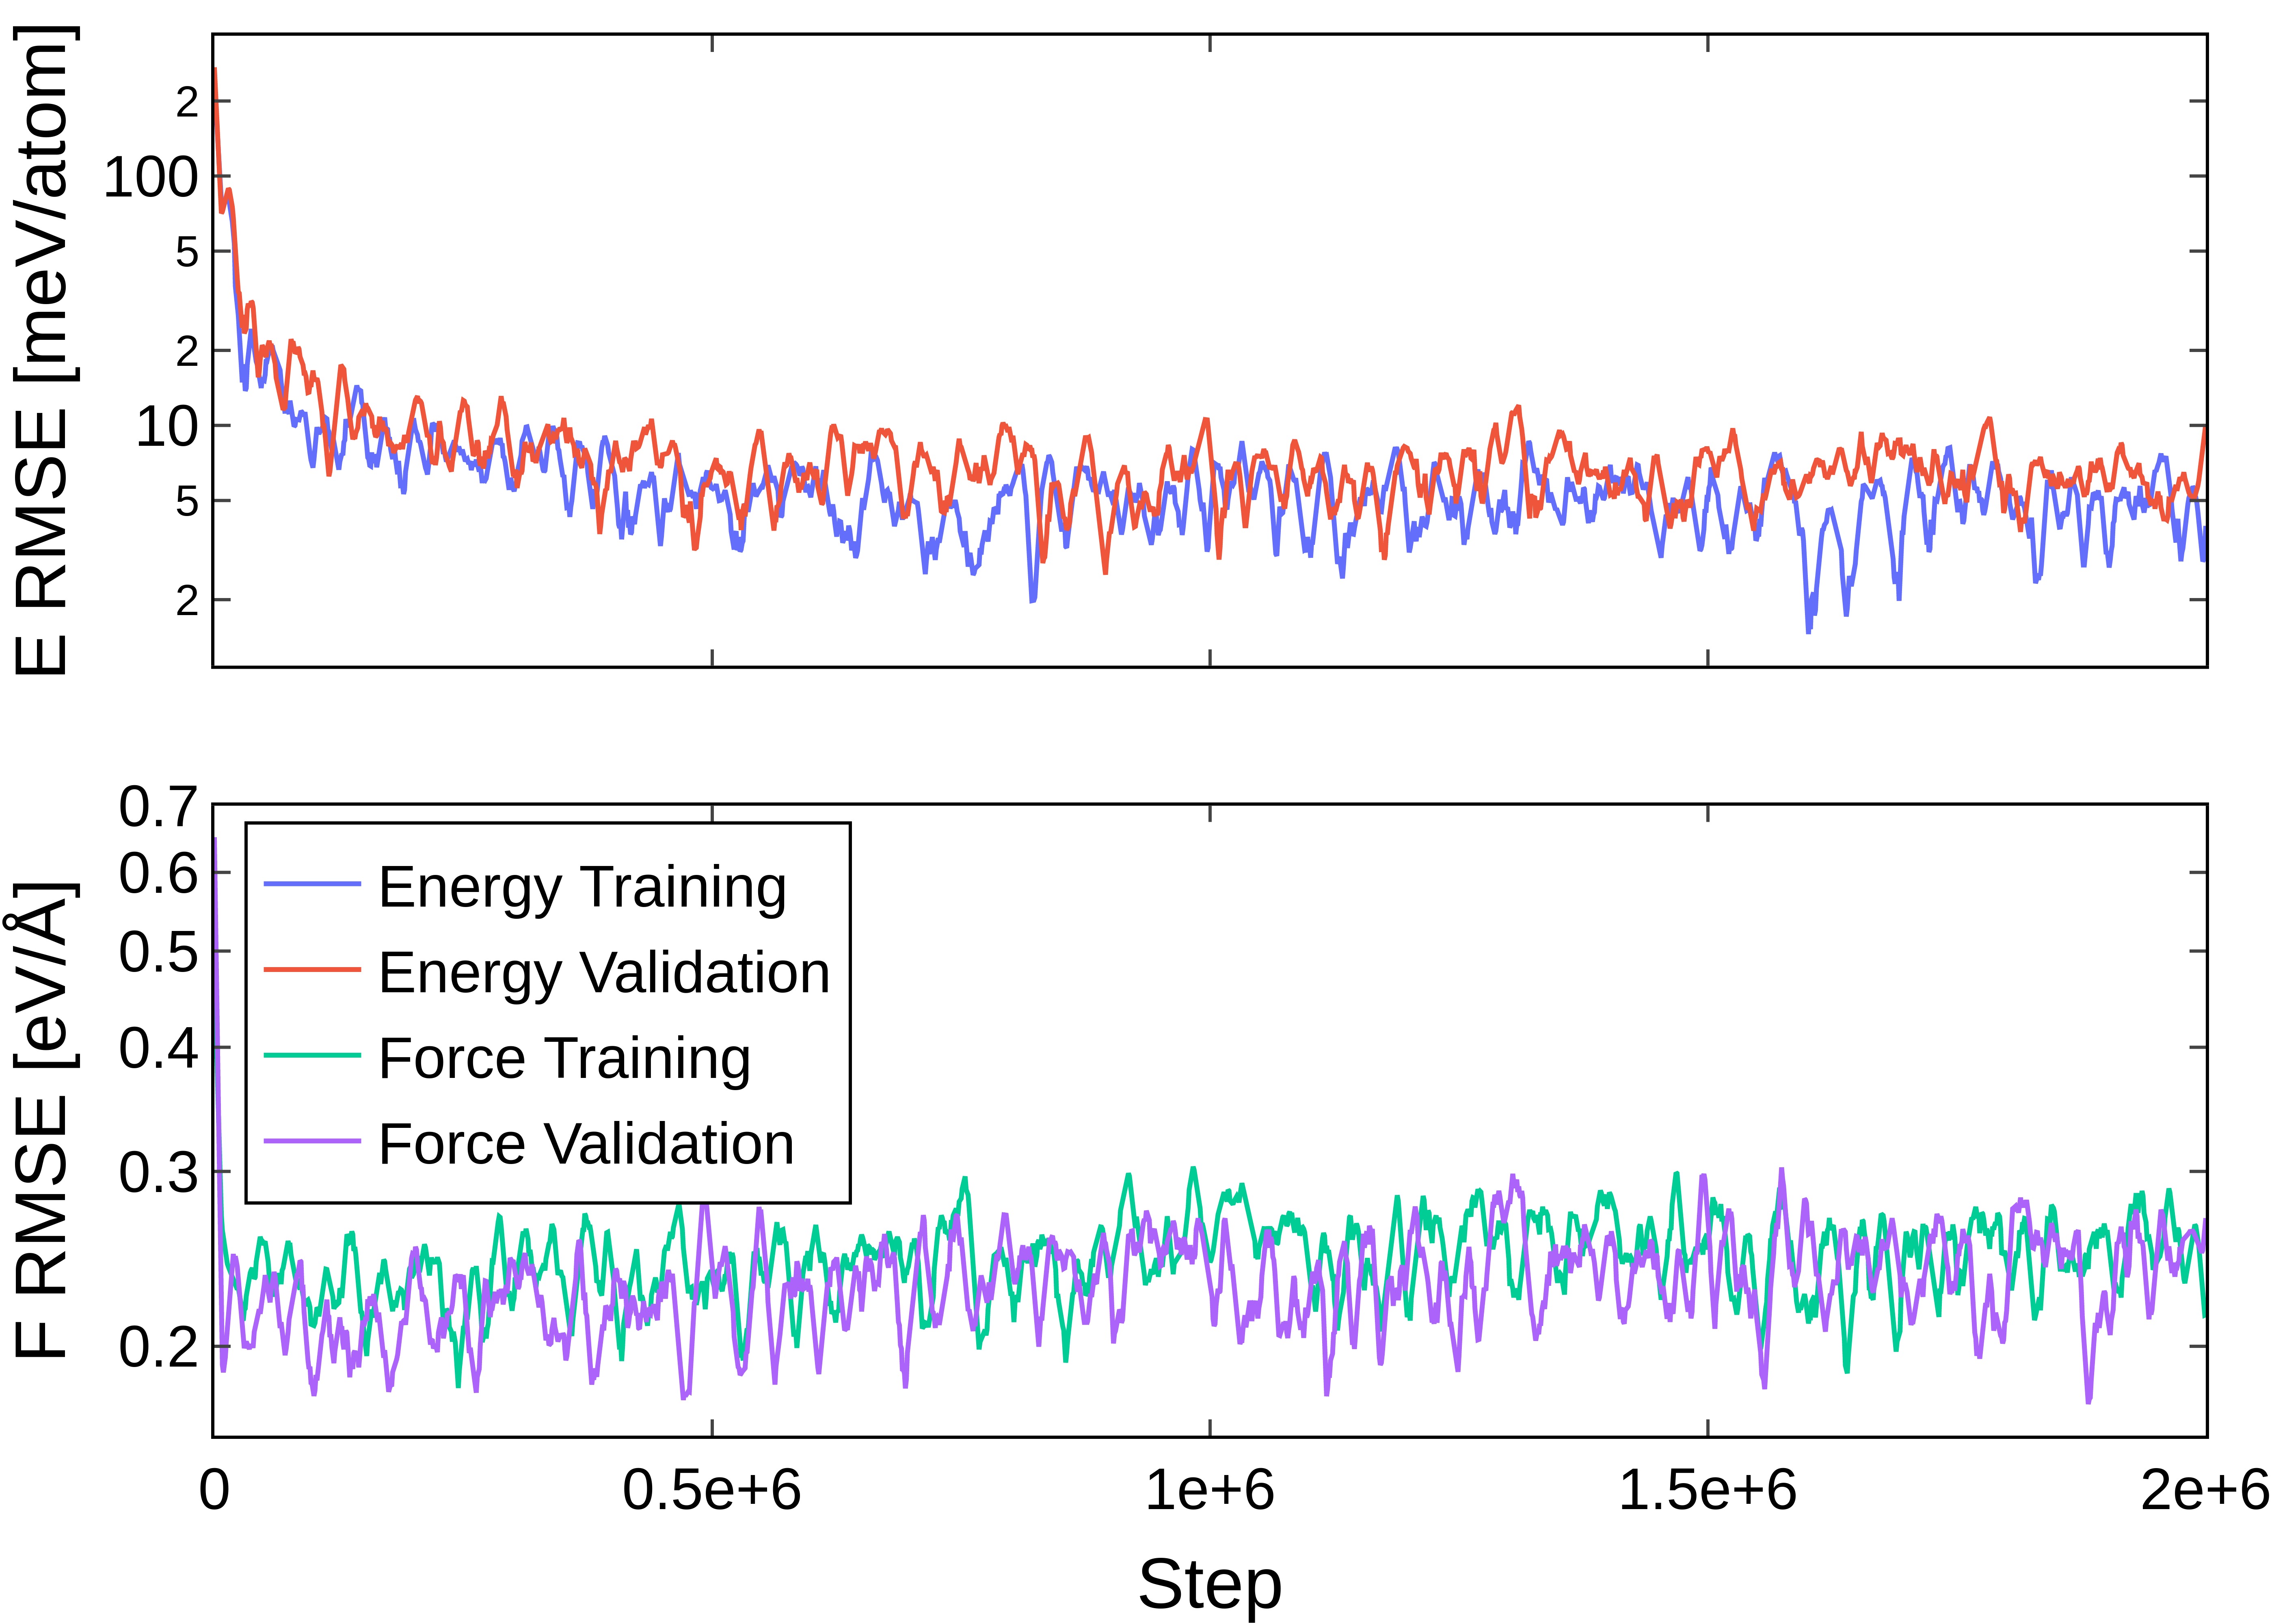 E RMSE [meV/atom]
2
100
5
2
10
5
2
F RMSE [eV/Å]
0.7
0.6
0.5
0.4
0.3
0.2
Energy Training
Energy Validation
Force Training
Force Validation
0 0.5e+6 1e+6 1.5e+6 2e+6
Step